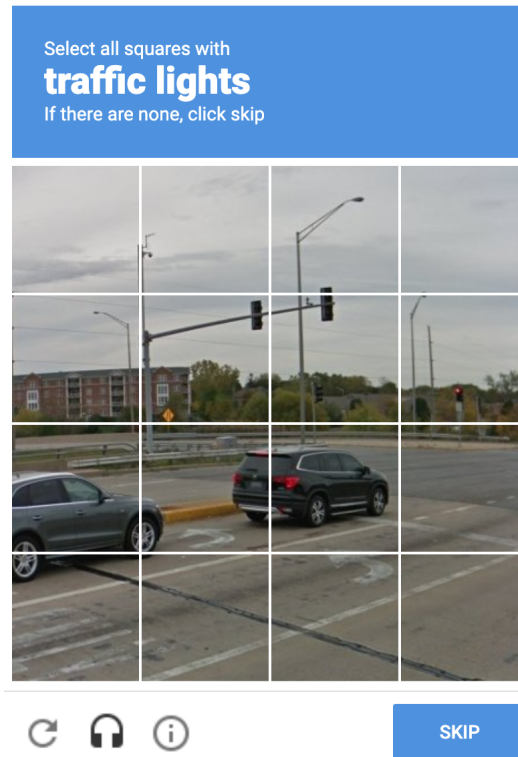 Select all squares with
traffic lights
If there are none, click skip
SKIP